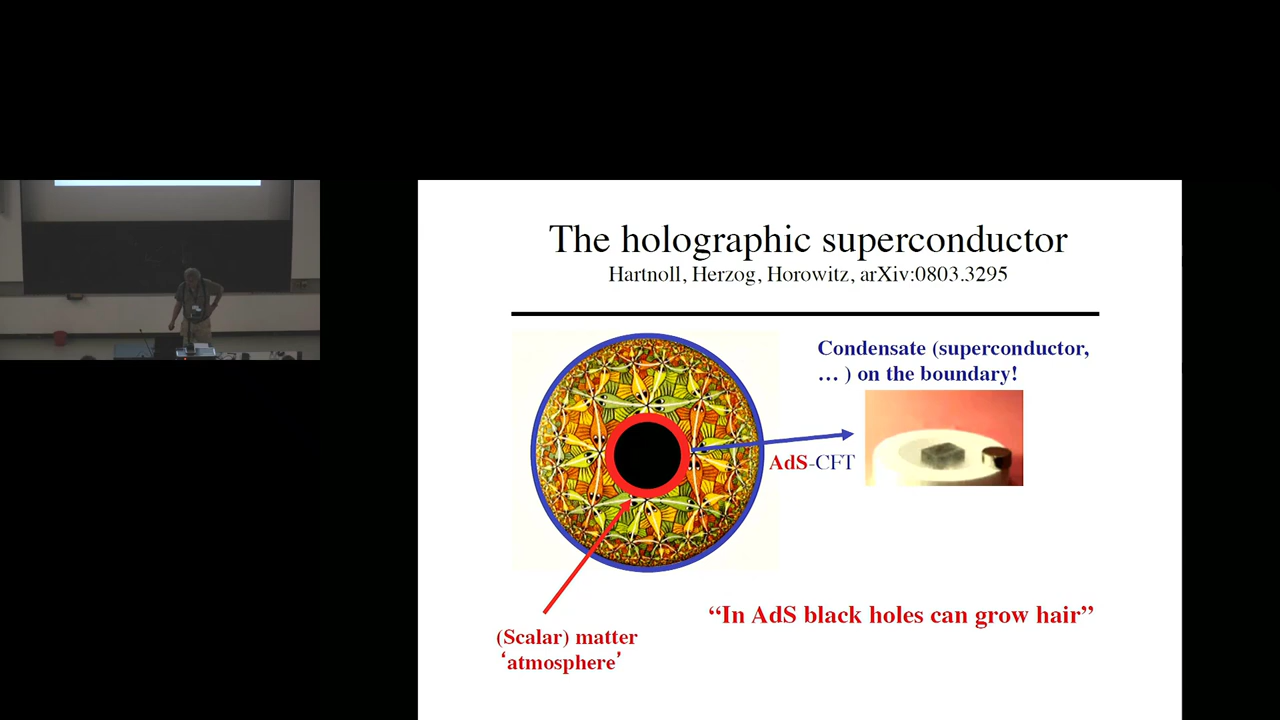 The holographic superconductor
Hartnoll, Herzog, Horowitz, arXiv:0803.3295
Condensate (superconductor,
… ) on the boundary!
AdS-CFT
“In AdS black holes can grow hair”
(Scalar) matter
‘atmosphere’